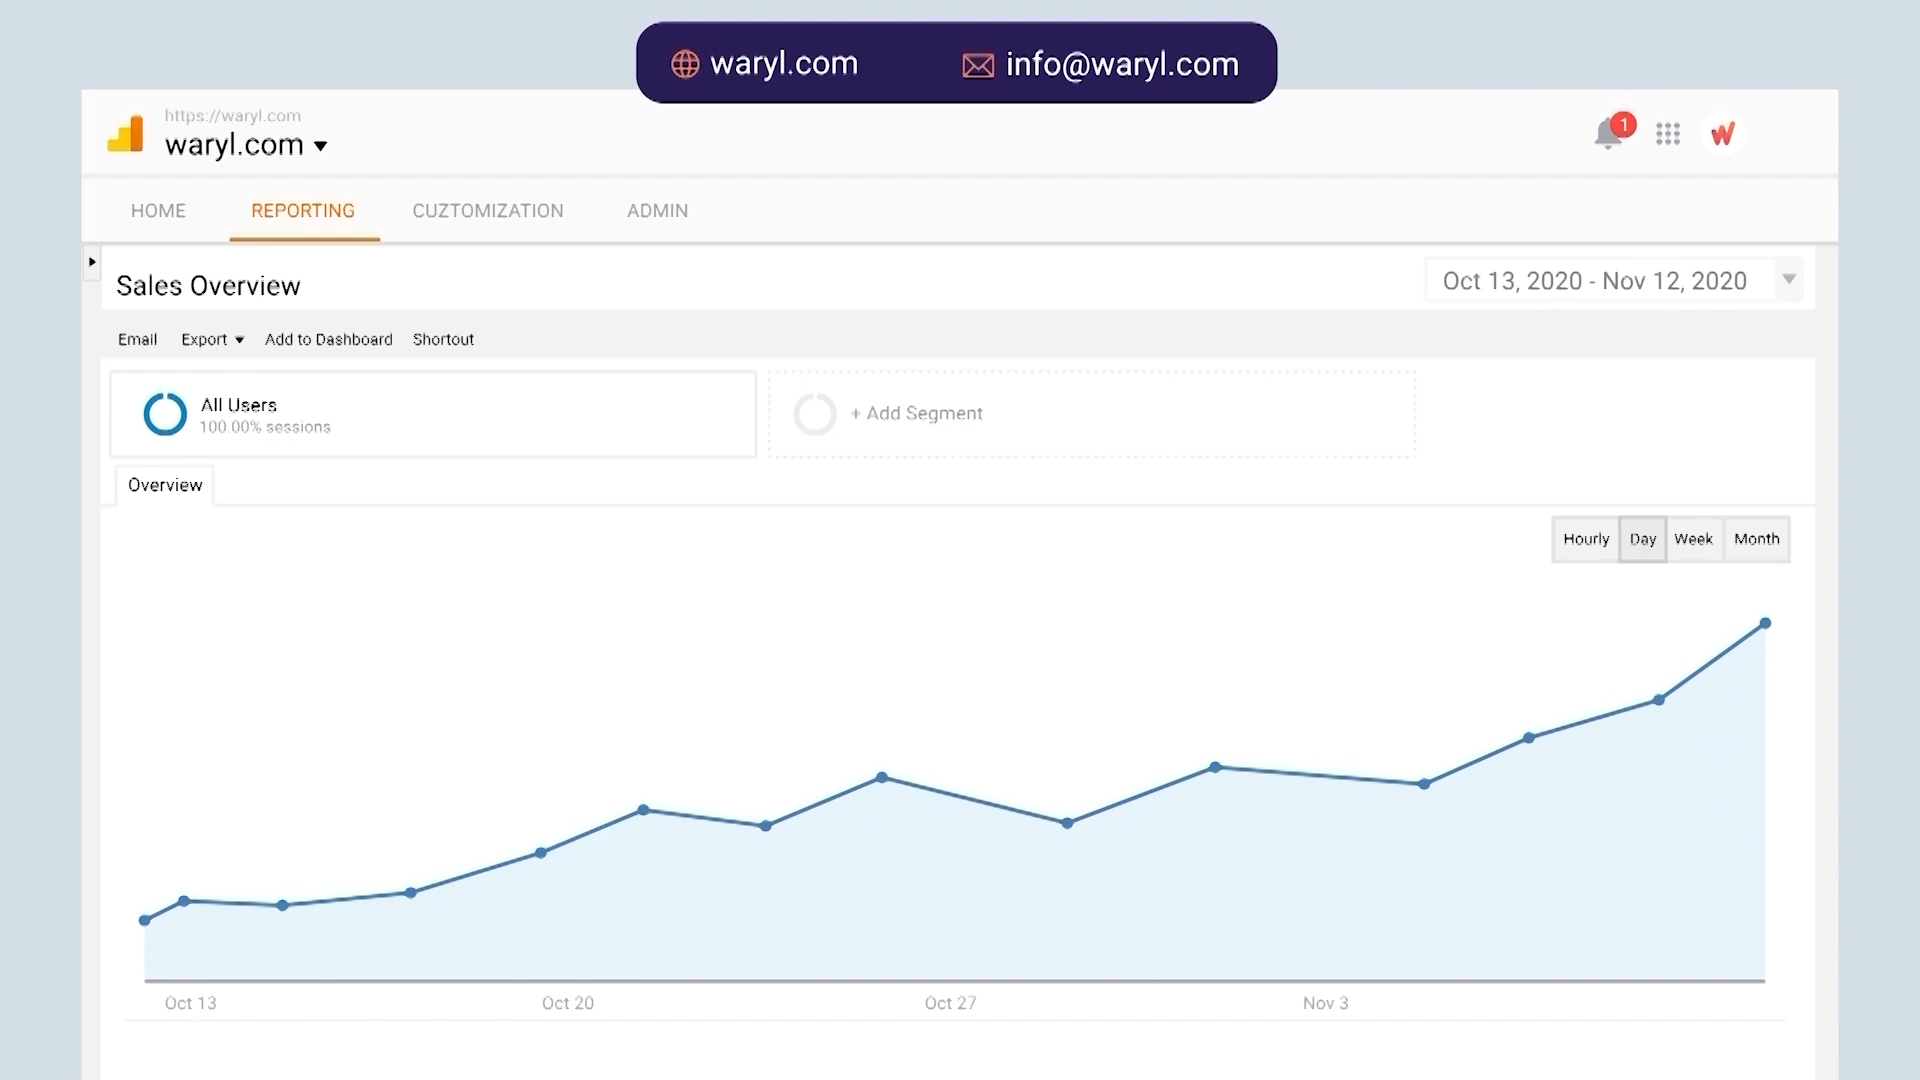 waryl.com info@waryl.com
https://waryl.com
waryl.com
1
HOME REPORTING CUZTOMIZATION ADMIN
Sales Overview
Oct 13, 2020 - Nov 12, 2020
Email Export Add to Dashboard Shortout
All Users
100.00% sessions
+ Add Segment
Overview
Hourly Day Week Month
Oct 13 Oct 20 Oct 27 Nov 3